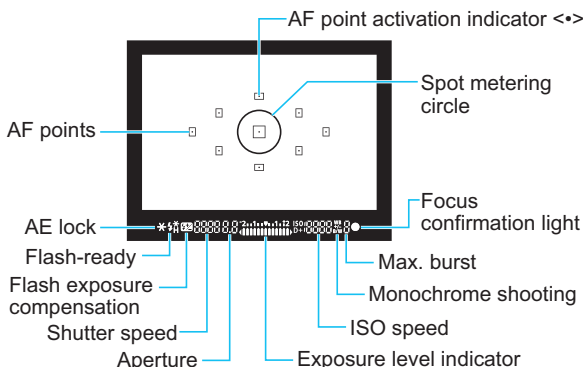 AF point activation indicator <•>
Spot metering
circle
AF points
Focus
confirmation light
AE lock
Flash-ready
Max. burst
Flash exposure
compensation
Monochrome shooting
Shutter speed
ISO speed
Aperture
Exposure level indicator